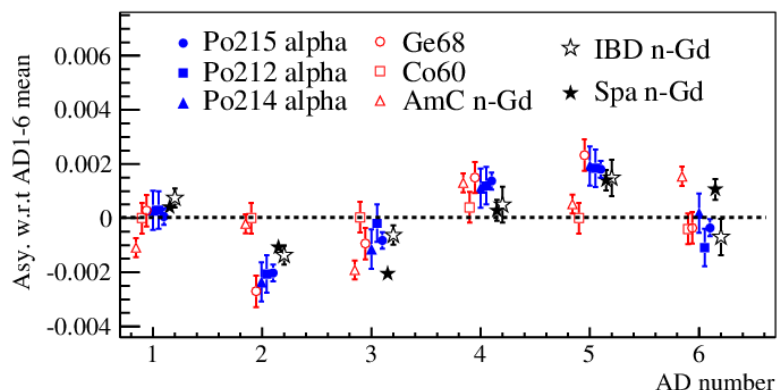 Asy. w.r.t AD1-6 mean
0.006
0.004
0.002
0
-0.002
-0.004
Po215 alpha
Po212 alpha
Po214 alpha
Ge68
Co60
AmC n-Gd
IBD n-Gd
Spa n-Gd
1 2 3 4 5 6
AD number